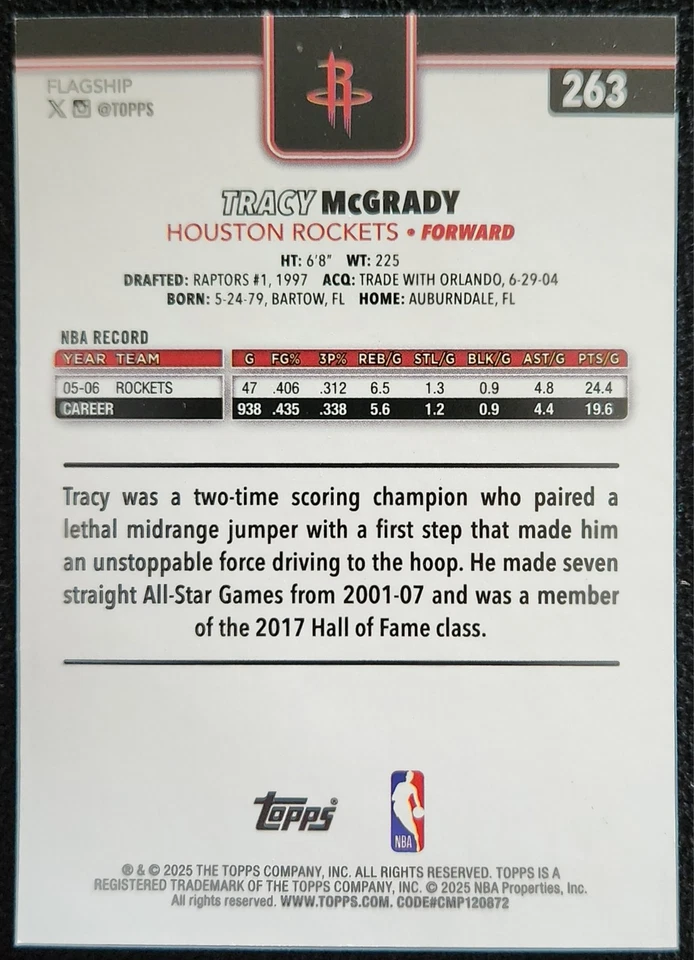 FLAGSHIP
@TOPPS
263
R
TRACY McGRADY
HOUSTON ROCKETS • FORWARD
HT: 6'8" WT: 225
DRAFTED: RAPTORS #1, 1997 ACQ: TRADE WITH ORLANDO, 6-29-04
BORN: 5-24-79, BARTOW, FL HOME: AUBURNDALE, FL
NBA RECORD
YEAR TEAM G FG% 3P% REB/G STL/G BLK/G AST/G PTS/G
05-06 ROCKETS 47 .406 .312 6.5 1.3 0.9 4.8 24.4
CAREER 938 .435 .338 5.6 1.2 0.9 4.4 19.6
Tracy was a two-time scoring champion who paired a
lethal midrange jumper with a first step that made him
an unstoppable force driving to the hoop. He made seven
straight All-Star Games from 2001-07 and was a member
of the 2017 Hall of Fame class.
topps®
NBA
® & © 2025 THE TOPPS COMPANY, INC. ALL RIGHTS RESERVED. TOPPS IS A
REGISTERED TRADEMARK OF THE TOPPS COMPANY, INC. © 2025 NBA Properties, Inc.
All rights reserved. WWW.TOPPS.COM. CODE#CMP120872